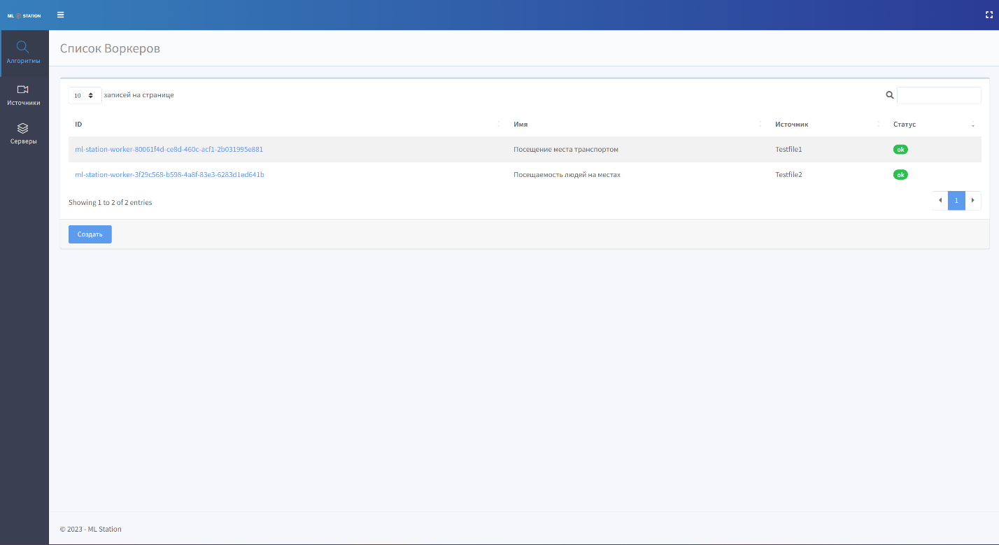 ML STATION
Алгоритмы
Источники
Серверы
Список Воркеров
10 записей на странице
ID Имя Источник Статус
ml-station-worker-80061f4d-ce8d-460c-acf1-2b031995e881 Посещение места транспортом Testfile1 ok
ml-station-worker-3f29c568-b598-4a8f-83e3-6283d1ed641b Посещаемость людей на местах Testfile2 ok
Showing 1 to 2 of 2 entries 1
Создать
© 2023 - ML Station